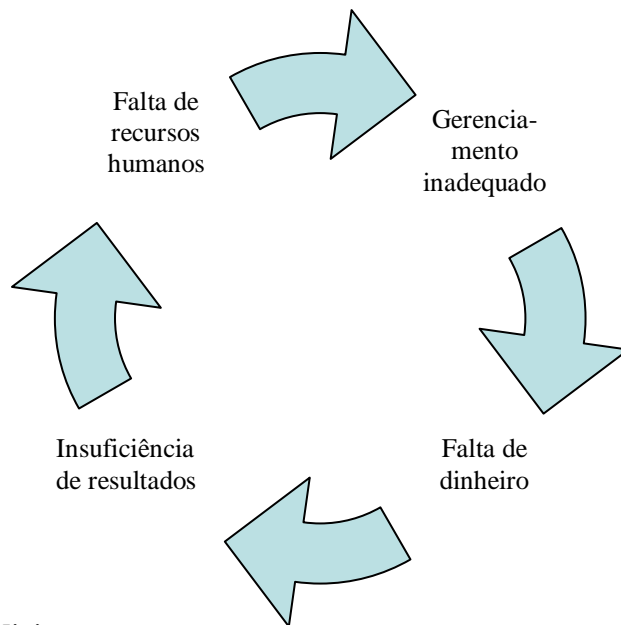 Falta de
recursos
humanos
Gerencia-
mento
inadequado
Insuficiência
de resultados
Falta de
dinheiro